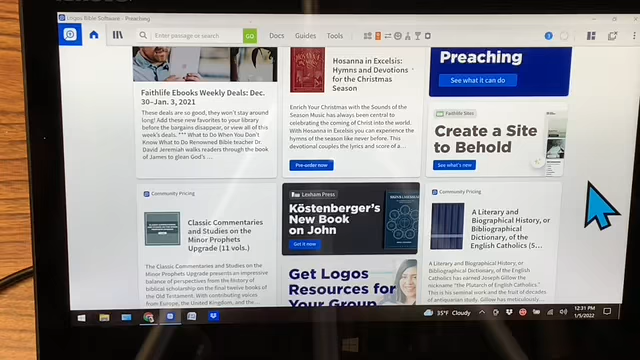 Logos Bible Software - Preaching
Enter passage or search
GO
Docs
Guides
Tools
Faithlife Ebooks Weekly Deals: Dec.
30–Jan. 3, 2021
These deals are so good, they won't stay around
long! Add these new favorites to your library
before the bargains disappear, or view all of this
week's deals. *** What to Do When You Don't
Know What to Do Renowned Bible teacher Dr.
David Jeremiah walks readers through the book
of James to glean God's ...
Hosanna in Excelsis:
Hymns and Devotions
for the Christmas
Season
Enrich Your Christmas with the Sounds of the
Season Music has always been central to
celebrating the coming of Christ into the world.
With Hosanna in Excelsis you can experience the
hymns of the season like never before. This
devotional couples the lyrics and score of a...
Pre-order now
Preaching
See what it can do
Faithlife Sites
Create a Site
to Behold
See what's new
Community Pricing
Classic Commentaries
and Studies on the
Minor Prophets
Upgrade (11 vols.)
The Classic Commentaries and Studies on the
Minor Prophets Upgrade presents an impressive
balance of perspectives from the history of
biblical scholarship on the final twelve books of
the Old Testament. With contributing voices
from Europe, the United Kingdom, and the...
Lexham Press
Köstenberger's
New Book
on John
Get it now
Get Logos
Resources for
Your Group
Community Pricing
A Literary and
Biographical History, or
Bibliographical
Dictionary, of the
English Catholics (5...
A Literary and Biographical History, or
Bibliographical Dictionary, of the English
Catholics has earned Joseph Gillow the
nickname "the Plutarch of English Catholics."
This is his seminal work and the fruit of decades
of antiquarian study. Gillow has meticulously
35°F Cloudy
12:31 PM
1/5/2022